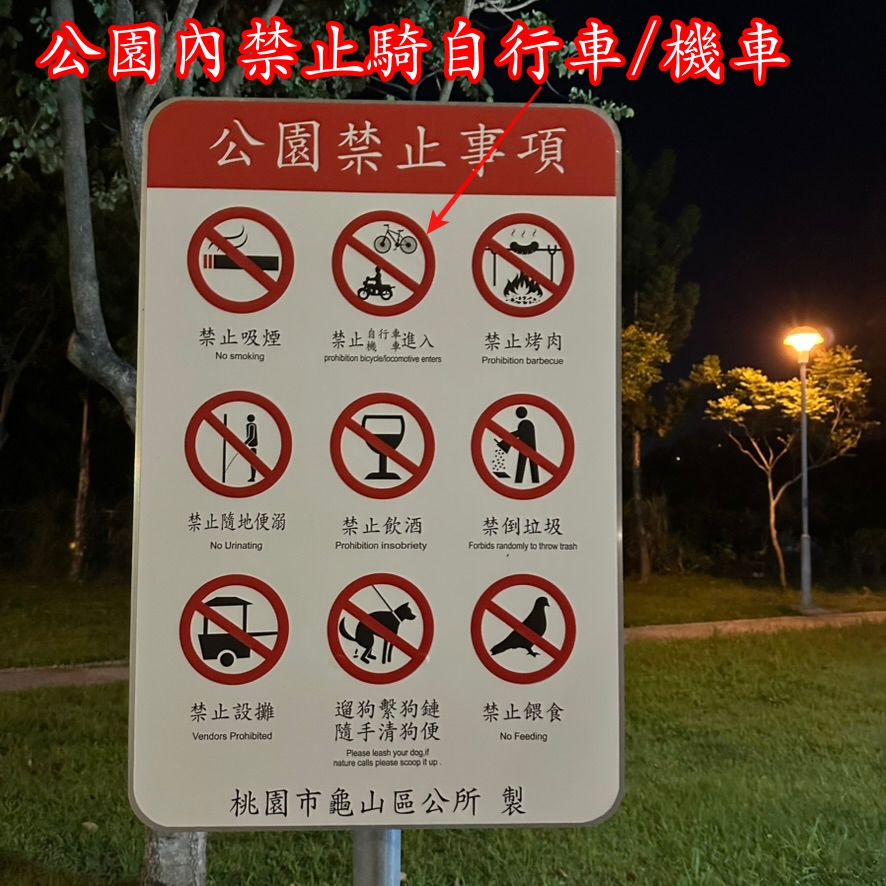 公園內禁止騎自行車/機車
公園禁止事項
禁止吸煙
No smoking
禁止自行車機車進入
prohibition bicycle/locomotive enters
禁止烤肉
Prohibition barbecue
禁止隨地便溺
No Urinating
禁止飲酒
Prohibition insobriety
禁倒垃圾
Forbids randomly to throw trash
禁止設攤
Vendors Prohibited
遛狗繫狗鏈
隨手清狗便
Please leash your dog,if
nature calls please scoop it up .
禁止餵食
No Feeding
桃園市龜山區公所 製